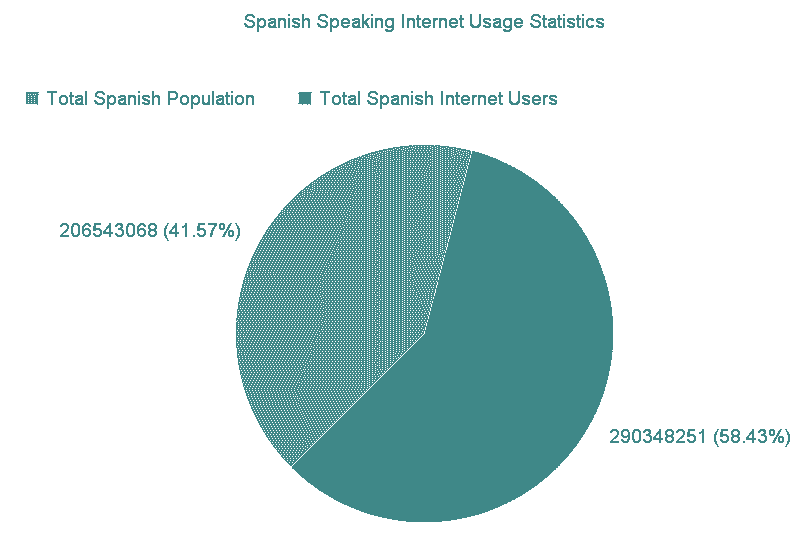 Spanish Speaking Internet Usage Statistics
Total Spanish Population
Total Spanish Internet Users
206543068 (41.57%)
290348251 (58.43%)